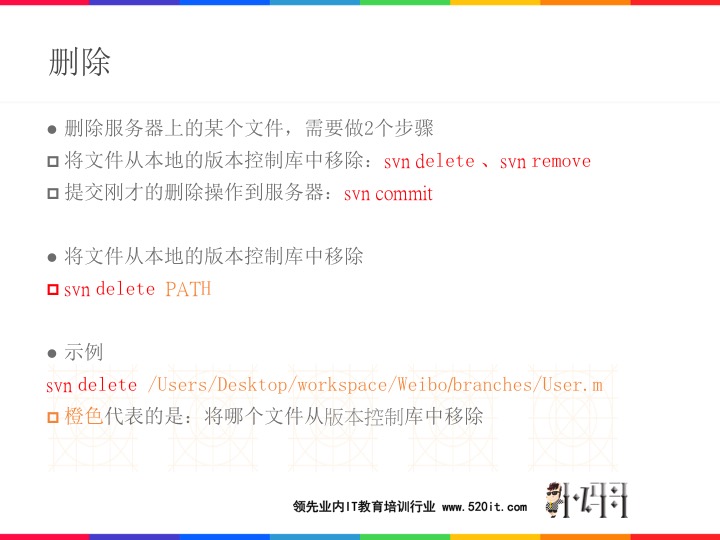 删除
删除服务器上的某个文件，需要做2个步骤
将文件从本地的版本控制库中移除：svn delete 、svn remove
提交刚才的删除操作到服务器：svn commit
将文件从本地的版本控制库中移除
svn delete PATH
示例
svn delete /Users/Desktop/workspace/Weibo/branches/User.m
橙色代表的是：将哪个文件从版本控制库中移除
领先业内IT教育培训行业 www.520it.com
小码哥